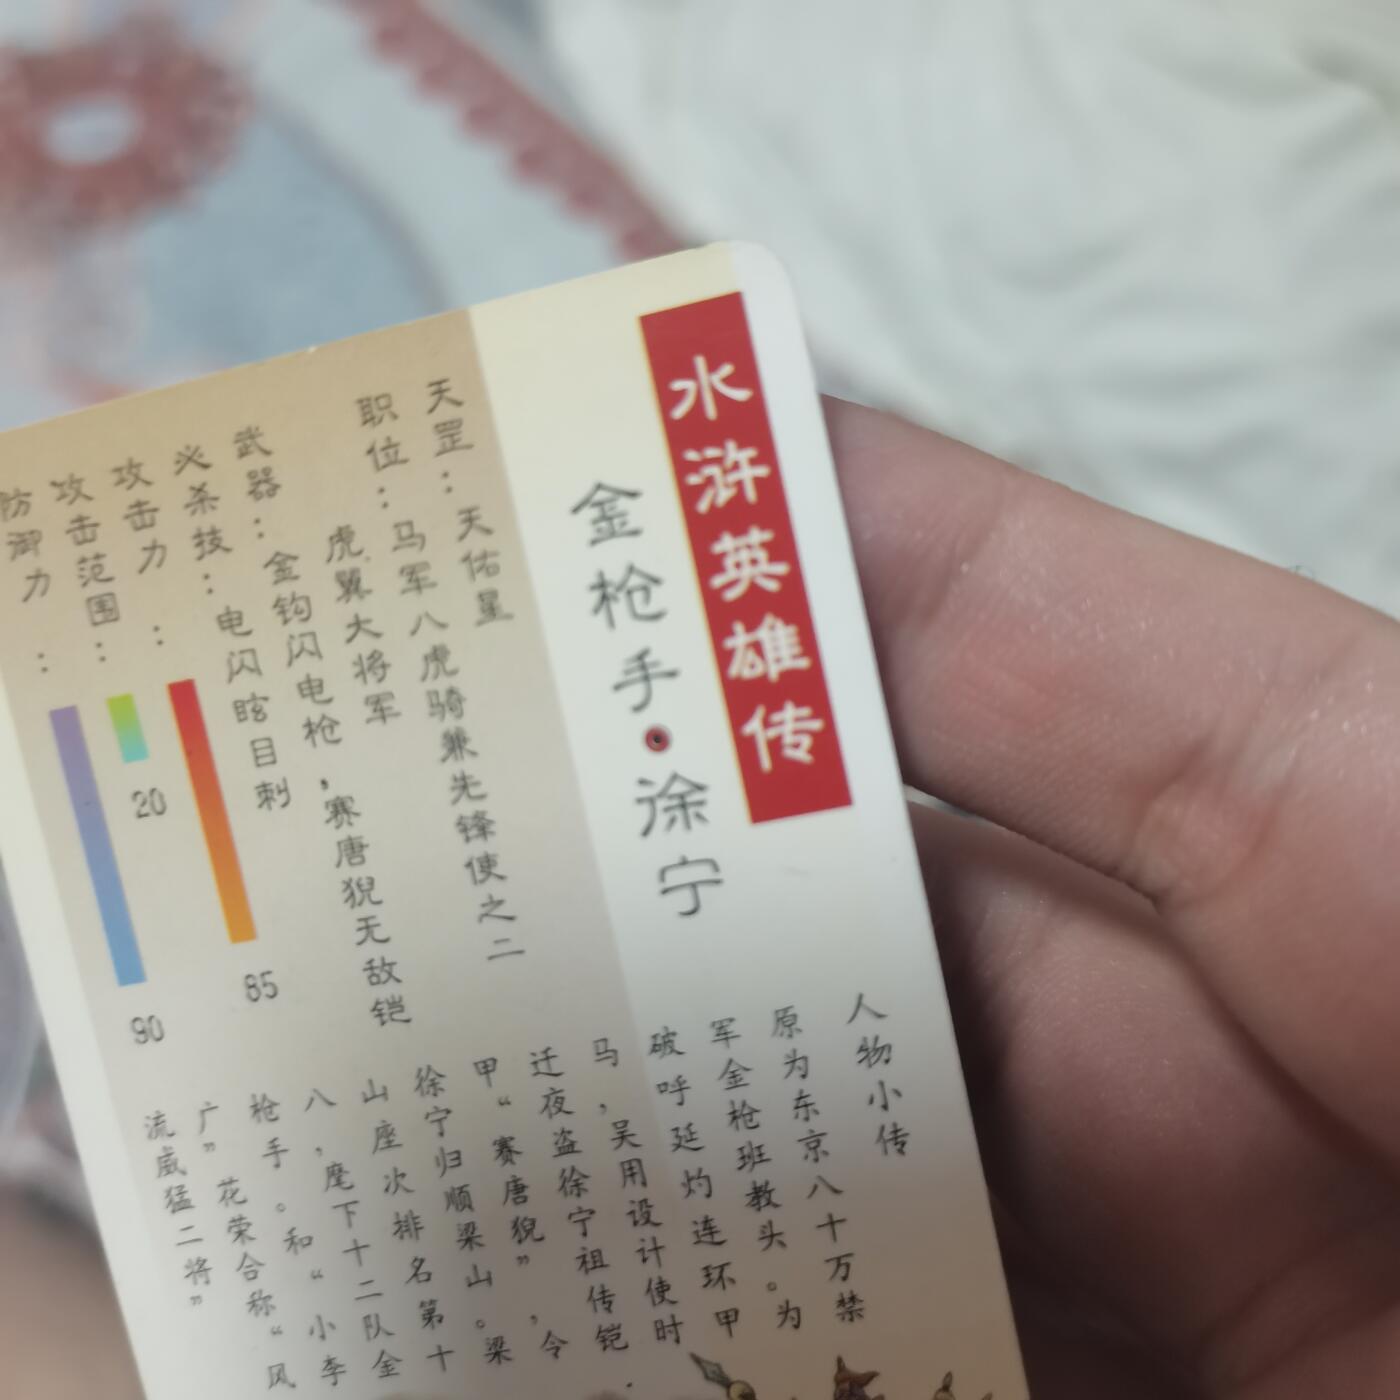 水浒英雄传
金枪手·徐宁
天罡：天佑星
职位：马军八虎骑兼先锋使之二
虎翼大将军
武器：金钩闪电枪，赛唐猊无敌铠
必杀技：电闪眩目刺
攻击力：85
攻击范围：20
防御力：90
人物小传
原为东京八十万禁
军金枪班教头。为
破呼延灼连环甲
马，吴用设计使时
迁夜盗徐宁祖传铠
甲“赛唐猊”，令
徐宁归顺梁山。梁
山座次排名第十
八，麾下十二队金
枪手。和“小李
广”花荣合称“风
流威猛二将”